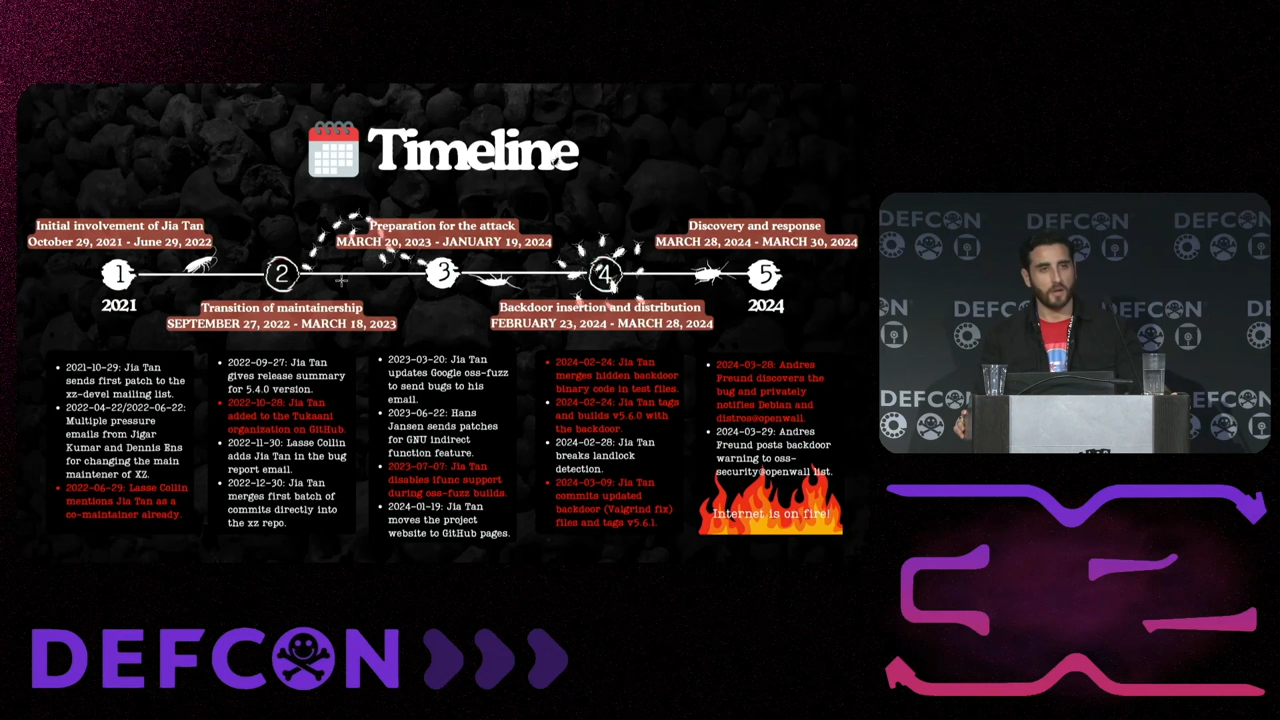 Timeline
Initial involvement of Jia Tan
October 29, 2021 - June 29, 2022
Preparation for the attack
MARCH 20, 2023 - JANUARY 19, 2024
Discovery and response
MARCH 28, 2024 - MARCH 30, 2024
1
2
3
4
5
2021
2024
Transition of maintainership
SEPTEMBER 27, 2022 - MARCH 18, 2023
Backdoor insertion and distribution
FEBRUARY 23, 2024 - MARCH 28, 2024
• 2021-10-29: Jia Tan
sends first patch to the
xz-devel mailing list.
• 2022-04-22/2022-06-22:
Multiple pressure
emails from Jigar
Kumar and Dennis Ens
for changing the main
maintener of XZ.
• 2022-06-29: Lasse Collin
mentions Jia Tan as a
co-maintainer already.
• 2022-09-27: Jia Tan
gives release summary
for 5.4.0 version.
• 2022-10-28: Jia Tan
added to the Tukaani
organization on GitHub.
• 2022-11-30: Lasse Collin
adds Jia Tan in the bug
report email.
• 2022-12-30: Jia Tan
merges first batch of
commits directly into
the xz repo.
• 2023-03-20: Jia Tan
updates Google oss-fuzz
to send bugs to his
email.
• 2023-06-22: Hans
Jansen sends patches
for GNU indirect
function feature.
• 2023-07-07: Jia Tan
disables ifunc support
during oss-fuzz builds.
• 2024-01-19: Jia Tan
moves the project
website to GitHub pages.
• 2024-02-24: Jia Tan
merges hidden backdoor
binary code in test files.
• 2024-02-24: Jia Tan tags
and builds v5.6.0 with
the backdoor.
• 2024-02-28: Jia Tan
breaks landlock
detection.
• 2024-03-09: Jia Tan
commits updated
backdoor (Valgrind fix)
files and tags v5.6.1.
• 2024-03-28: Andres
Freund discovers the
bug and privately
notifies Debian and
distros@openwall.
• 2024-03-29: Andres
Freund posts backdoor
warning to oss-
security@openwall list.
Internet is on fire!
DEFCON
DEFCON
DEFCON
DEFCON
DEFCON
DEFCON
DEFCON